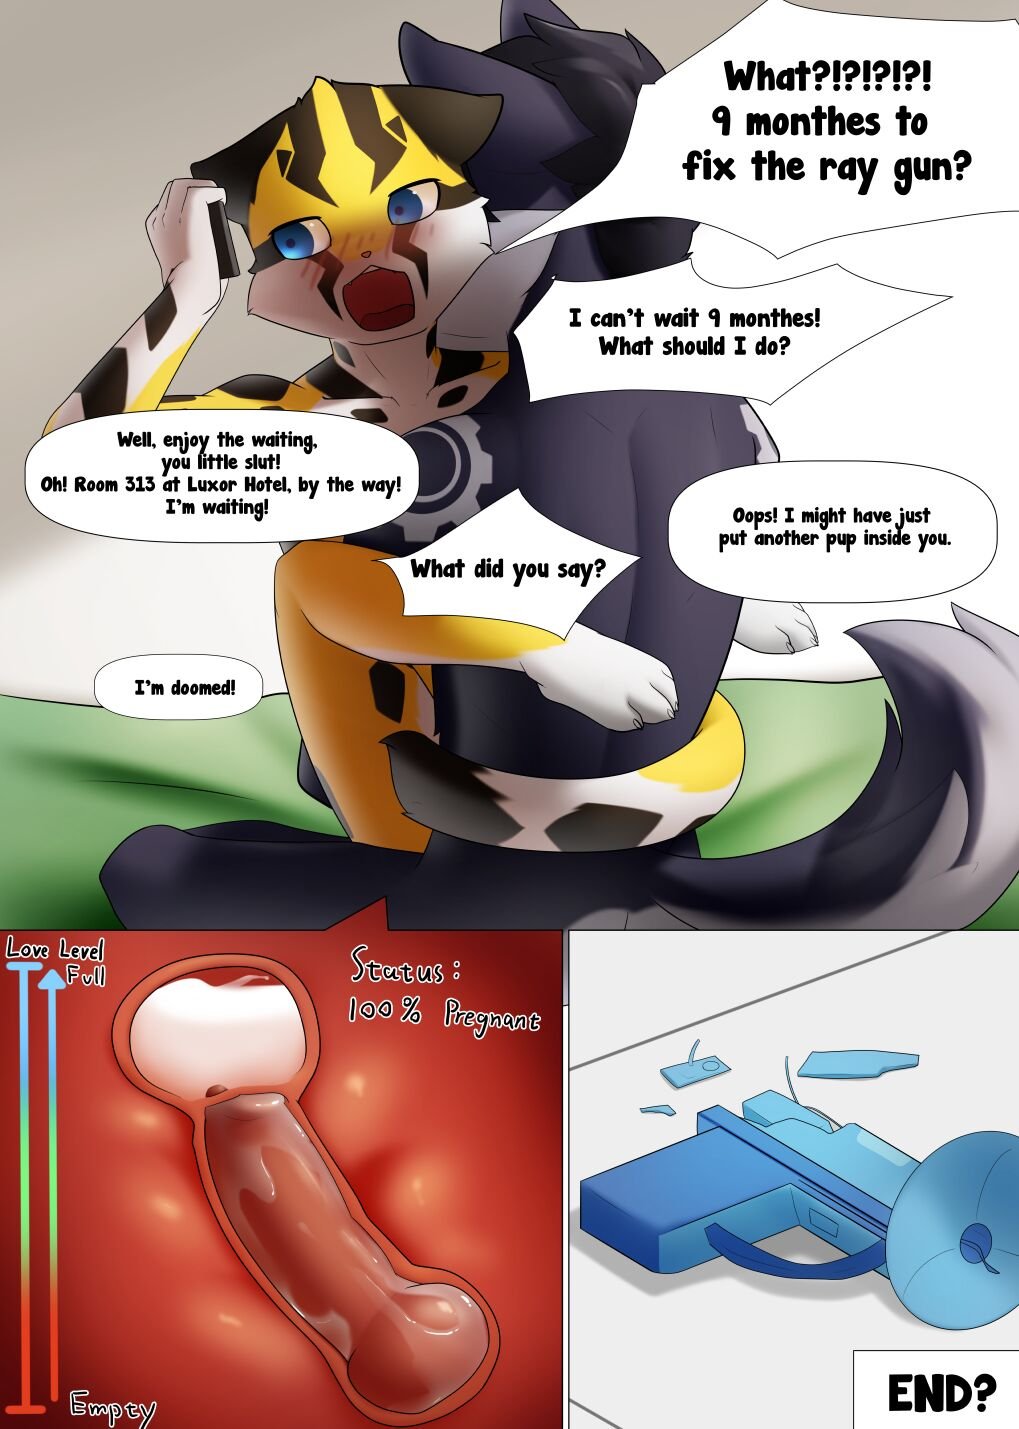 What?!?!?!?!
9 monthes to
fix the ray gun?
I can't wait 9 monthes!
What should I do?
Well, enjoy the waiting,
you little slut!
Oh! Room 313 at Luxor Hotel, by the way!
I'm waiting!
What did you say?
Oops! I might have just
put another pup inside you.
I'm doomed!
Love Level
Full
Status:
100% Pregnant
Empty
END?